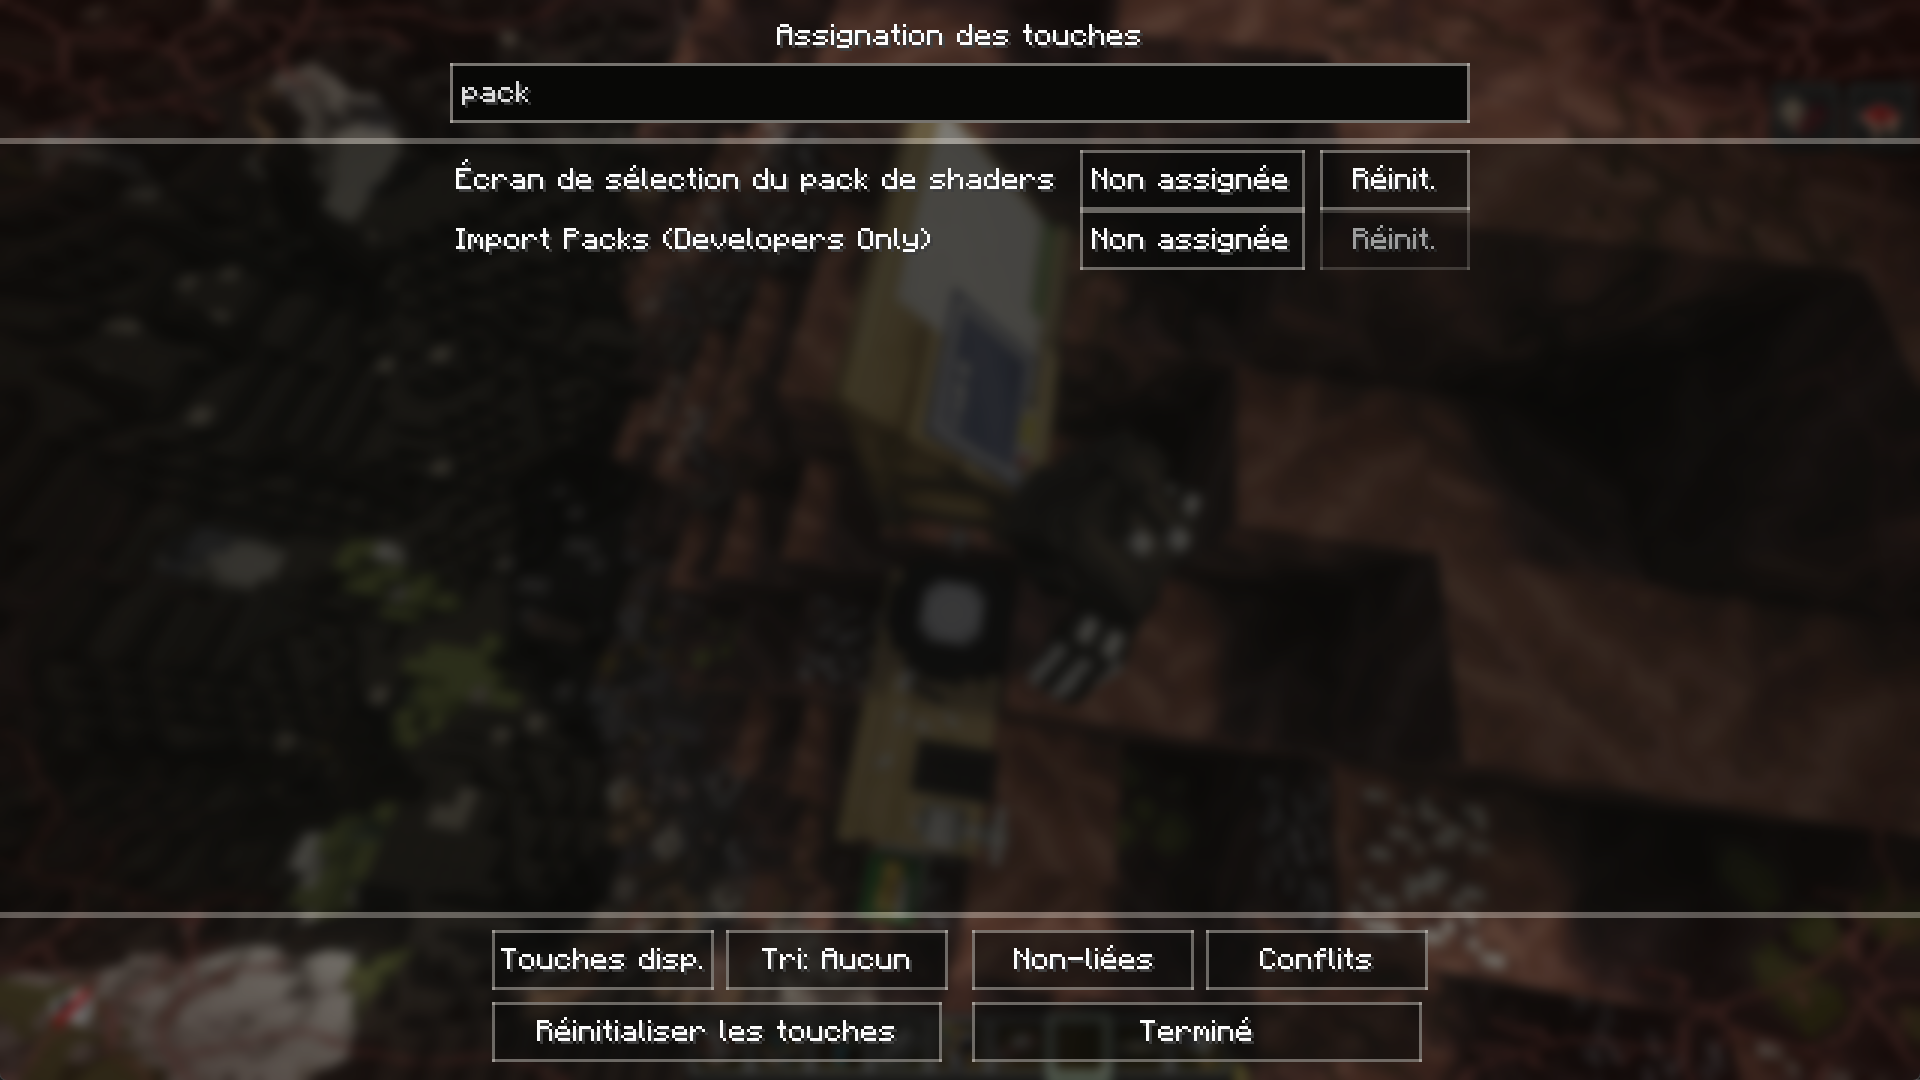 Assignation des touches
pack
Écran de sélection du pack de shaders Non assignée Réinit.
Import Packs (Developers Only) Non assignée Réinit.
Touches disp. Tri: Aucun Non-liées Conflits
Réinitialiser les touches Terminé